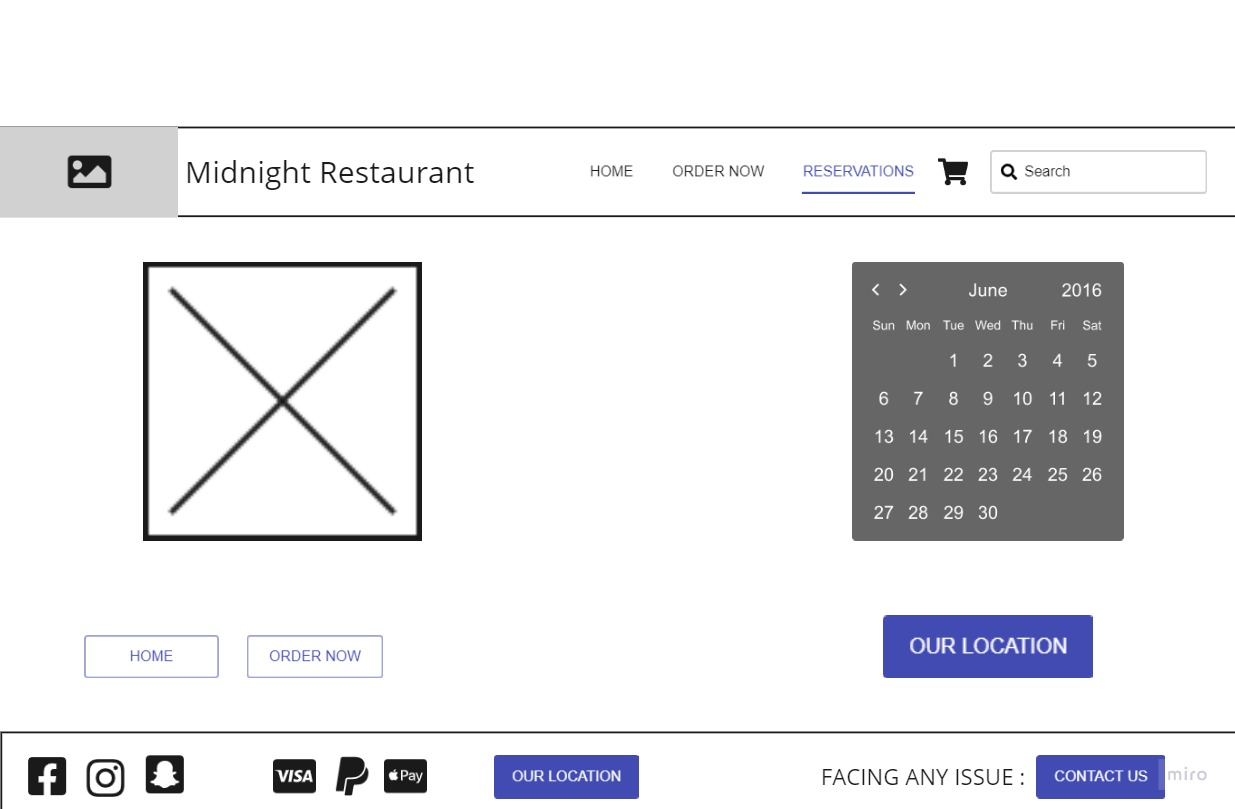 Midnight Restaurant HOME ORDER NOW RESERVATIONS Search
June 2016
Sun Mon Tue Wed Thu Fri Sat
1 2 3 4 5
6 7 8 9 10 11 12
13 14 15 16 17 18 19
20 21 22 23 24 25 26
27 28 29 30
HOME ORDER NOW OUR LOCATION
VISA Pay OUR LOCATION FACING ANY ISSUE : CONTACT US miro